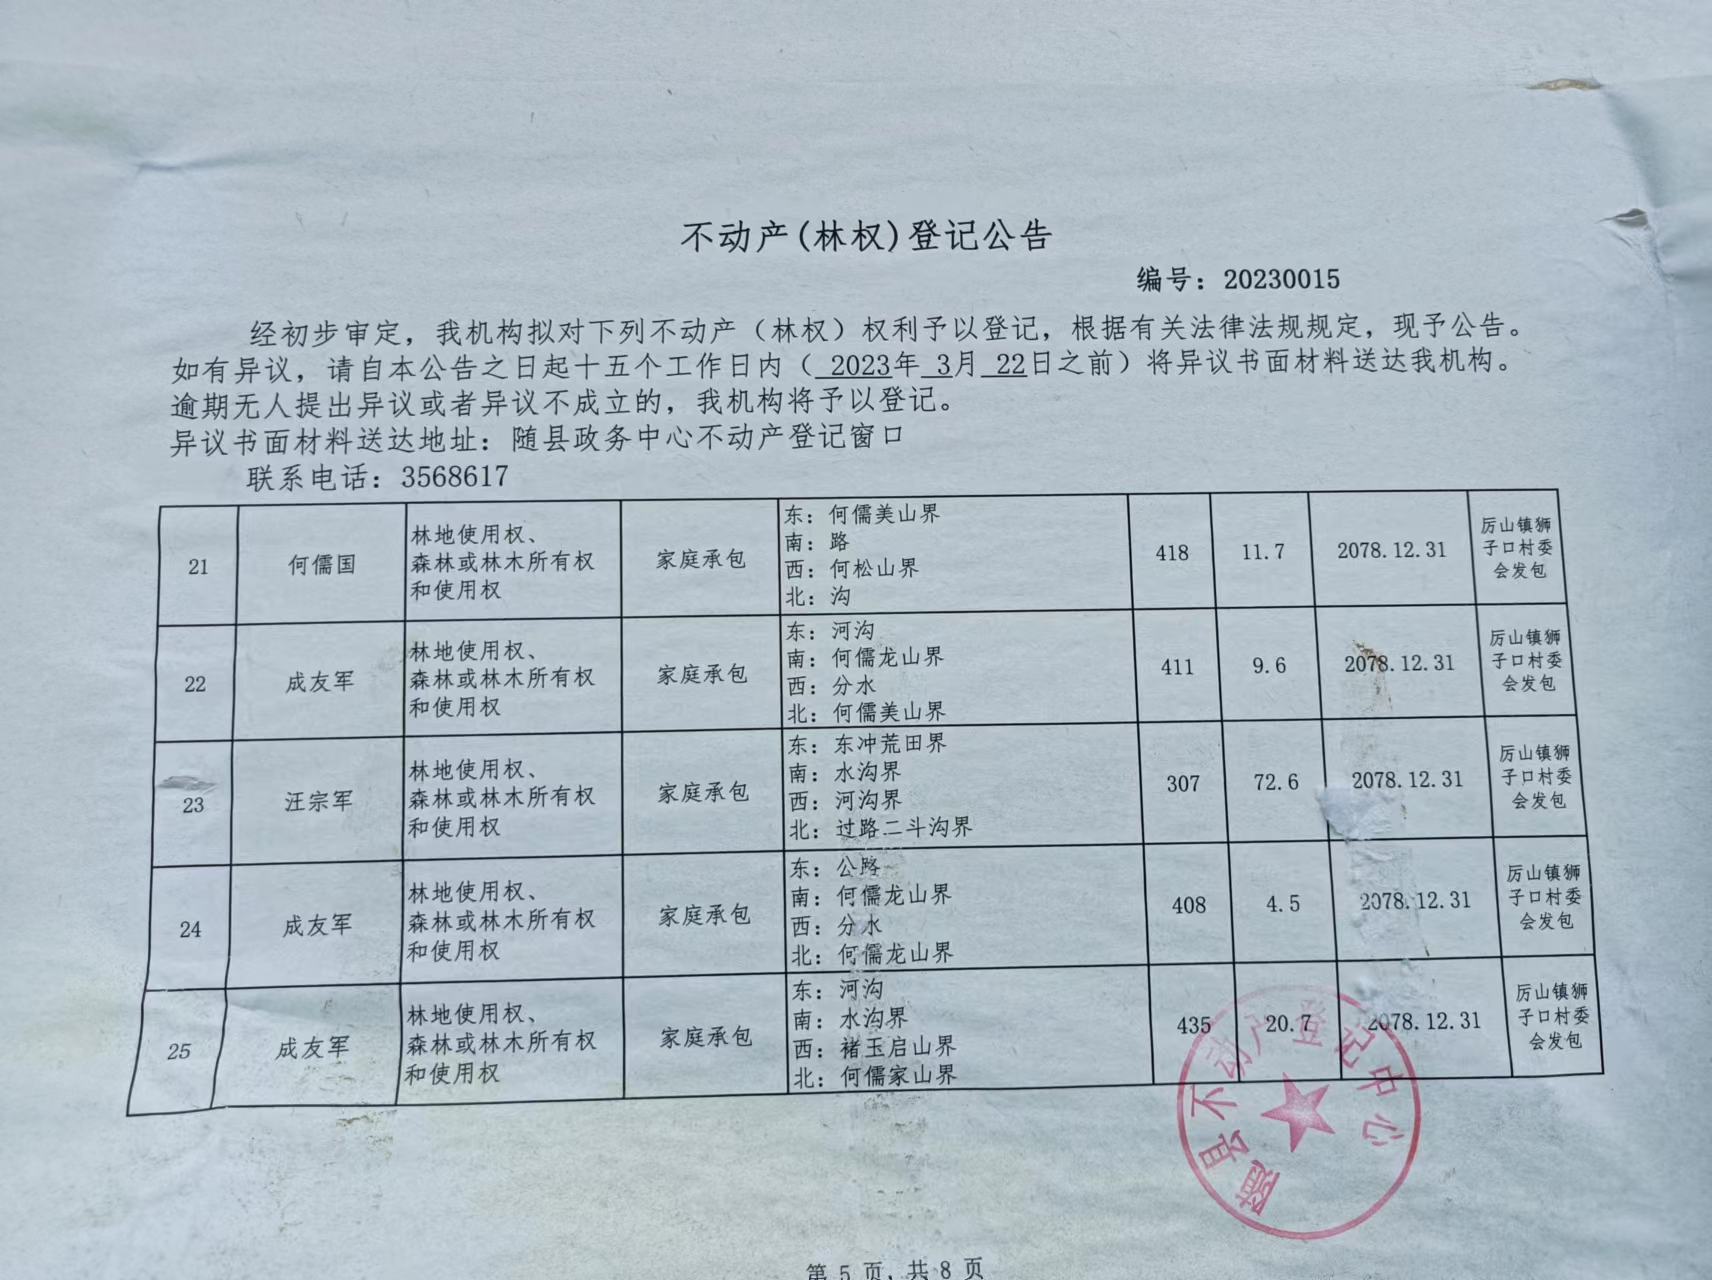 不动产(林权)登记公告
编号：20230015
经初步审定，我机构拟对下列不动产（林权）权利予以登记，根据有关法律法规规定，现予公告。
如有异议，请自本公告之日起十五个工作日内（ 2023年 3月 22日之前）将异议书面材料送达我机构。
逾期无人提出异议或者异议不成立的，我机构将予以登记。
异议书面材料送达地址：随县政务中心不动产登记窗口
联系电话：3568617
21
何儒国
林地使用权、
森林或林木所有权
和使用权
家庭承包
东：何儒美山界
南：路
西：何松山界
北：沟
418
11.7
2078.12.31
厉山镇狮
子口村委
会发包
22
成友军
林地使用权、
森林或林木所有权
和使用权
家庭承包
东：河沟
南：何儒龙山界
西：分水
北：何儒美山界
411
9.6
2078.12.31
厉山镇狮
子口村委
会发包
23
汪宗军
林地使用权、
森林或林木所有权
和使用权
家庭承包
东：东冲荒田界
南：水沟界
西：河沟界
北：过路二斗沟界
307
72.6
2078.12.31
厉山镇狮
子口村委
会发包
24
成友军
林地使用权、
森林或林木所有权
和使用权
家庭承包
东：公路
南：何儒龙山界
西：分水
北：何儒龙山界
408
4.5
2078.12.31
厉山镇狮
子口村委
会发包
25
成友军
林地使用权、
森林或林木所有权
和使用权
家庭承包
东：河沟
南：水沟界
西：褚玉启山界
北：何儒家山界
435
20.7
2078.12.31
厉山镇狮
子口村委
会发包
随县不动产登记中心
第 5 页，共 8 页